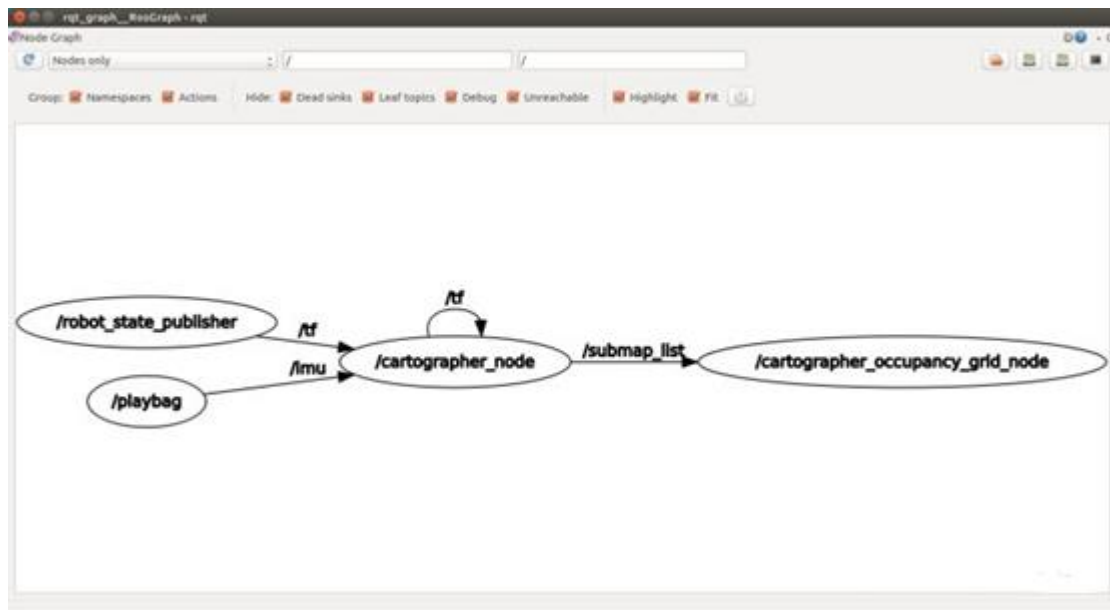 rqt_graph__RosGraph - rqt
Node Graph
Nodes only / /
Group: Namespaces Actions Hide: Dead sinks Leaf topics Debug Unreachable Highlight Fit
/tf
/robot_state_publisher
/tf
/cartographer_node
/submap_list
/cartographer_occupancy_grid_node
/imu
/playbag